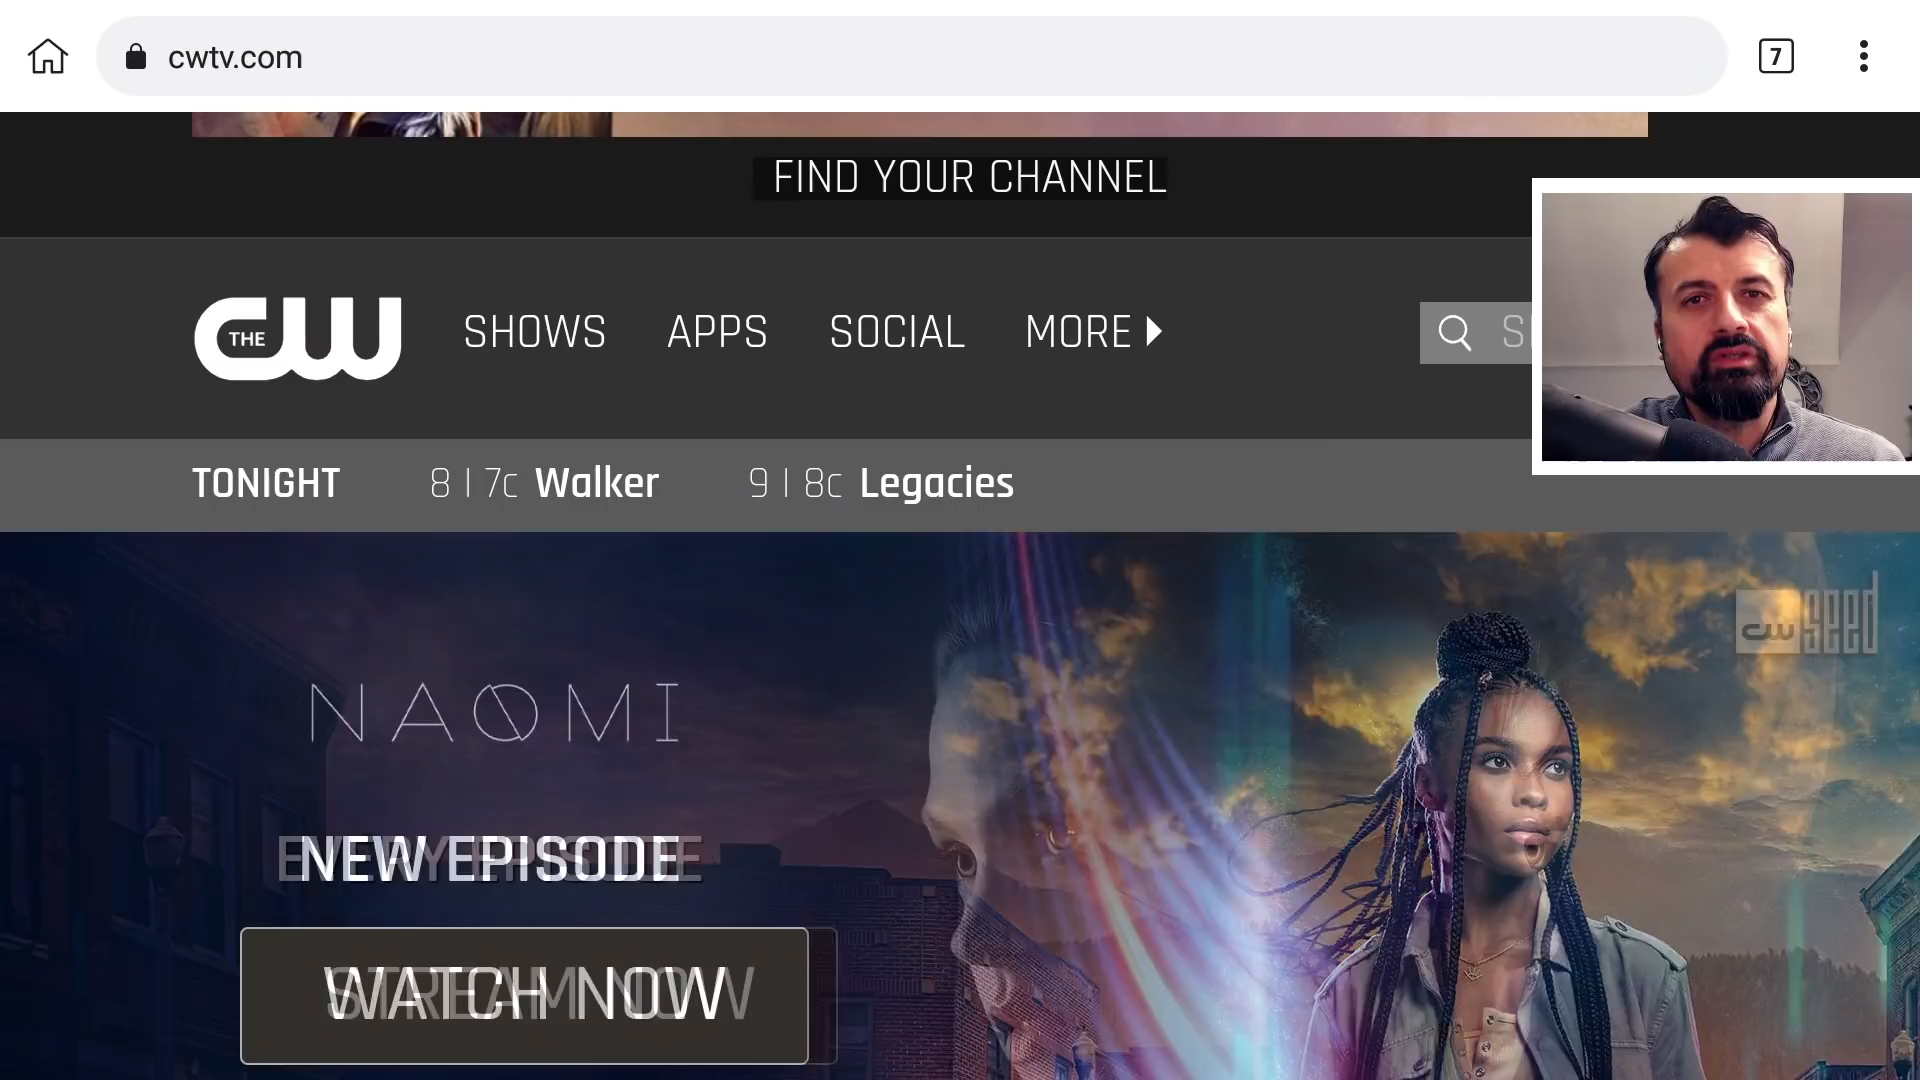 cwtv.com
7
FIND YOUR CHANNEL
THE CW
SHOWS APPS SOCIAL MORE
TONIGHT 8 | 7c Walker 9 | 8c Legacies
cw seed
NAOMI
NEW EPISODE
WATCH NOW